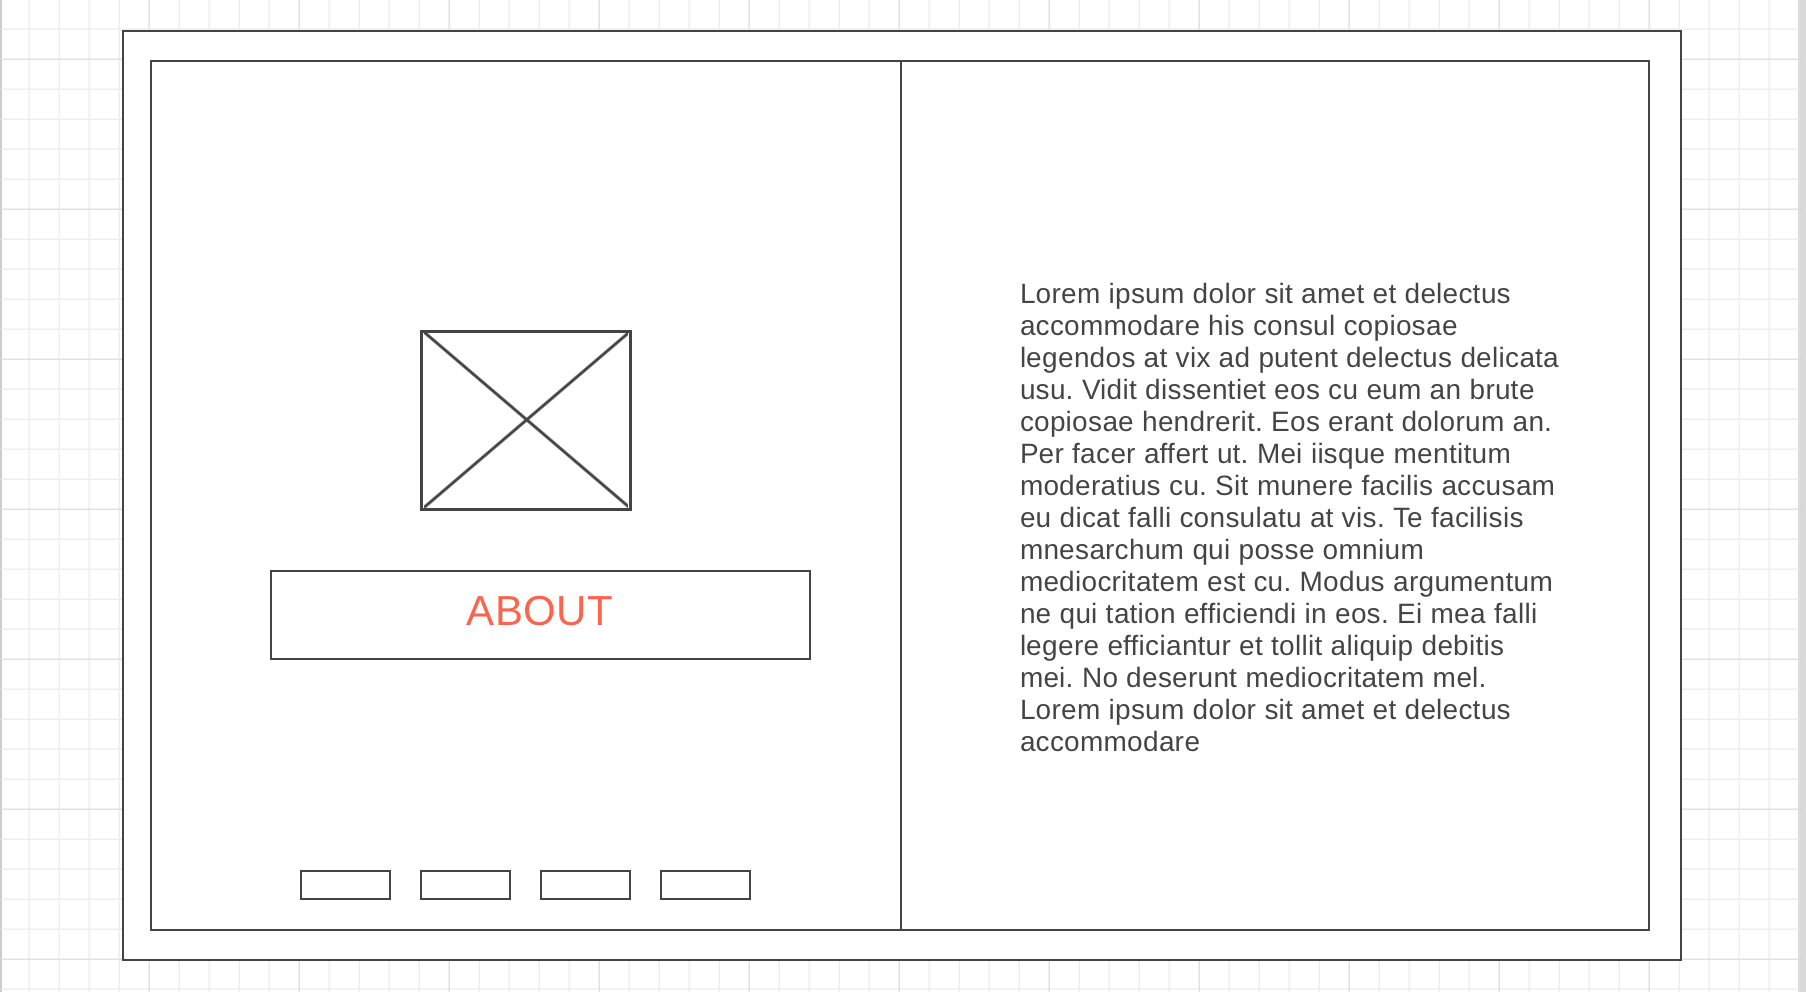 ABOUT
Lorem ipsum dolor sit amet et delectus
accommodare his consul copiosae
legendos at vix ad putent delectus delicata
usu. Vidit dissentiet eos cu eum an brute
copiosae hendrerit. Eos erant dolorum an.
Per facer affert ut. Mei iisque mentitum
moderatius cu. Sit munere facilis accusam
eu dicat falli consulatu at vis. Te facilisis
mnesarchum qui posse omnium
mediocritatem est cu. Modus argumentum
ne qui tation efficiendi in eos. Ei mea falli
legere efficiantur et tollit aliquip debitis
mei. No deserunt mediocritatem mel.
Lorem ipsum dolor sit amet et delectus
accommodare